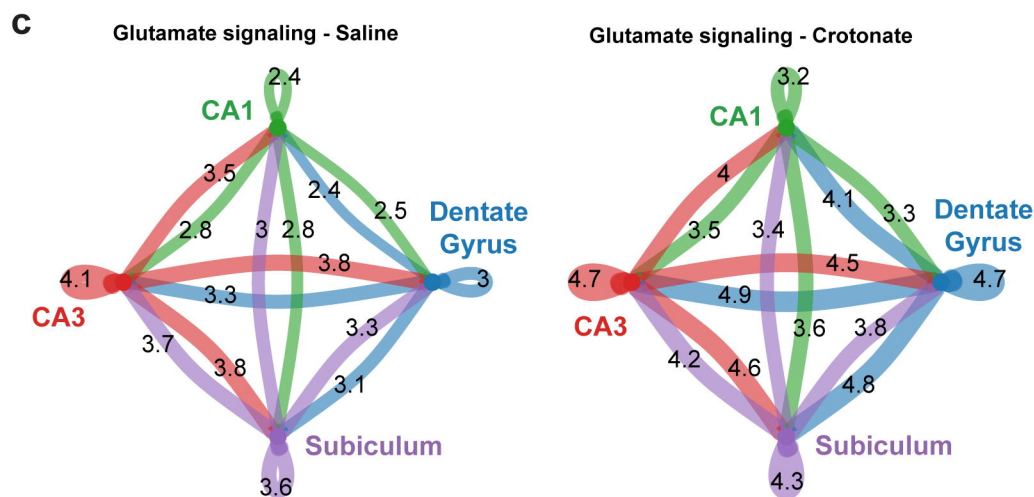 c
Glutamate signaling - Saline
2.4
CA1
3.5
2.4
2.5
2.8
3
2.8
Dentate
Gyrus
4.1
3.8
3
3.3
CA3
3.3
3.7
3.8
3.1
Subiculum
3.6
Glutamate signaling - Crotonate
3.2
CA1
4
4.1
3.3
3.5
3.4
Dentate
Gyrus
4.7
4.5
4.7
4.9
CA3
3.6
3.8
4.2
4.6
4.8
Subiculum
4.3